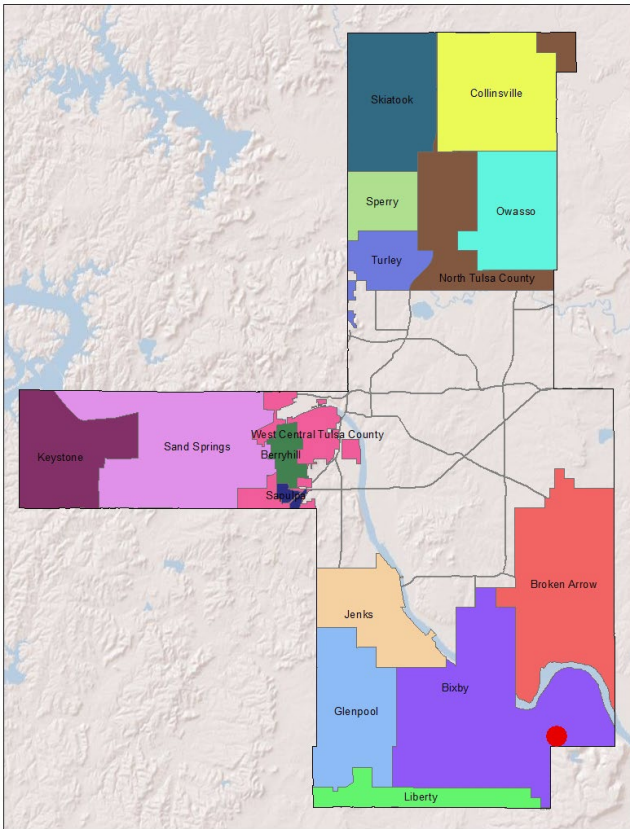 Skiatook
Collinsville
Sperry
Owasso
Turley
North Tulsa County
West Central Tulsa County
Sand Springs
Berryhill
Keystone
Sapulpa
Broken Arrow
Jenks
Bixby
Glenpool
Liberty